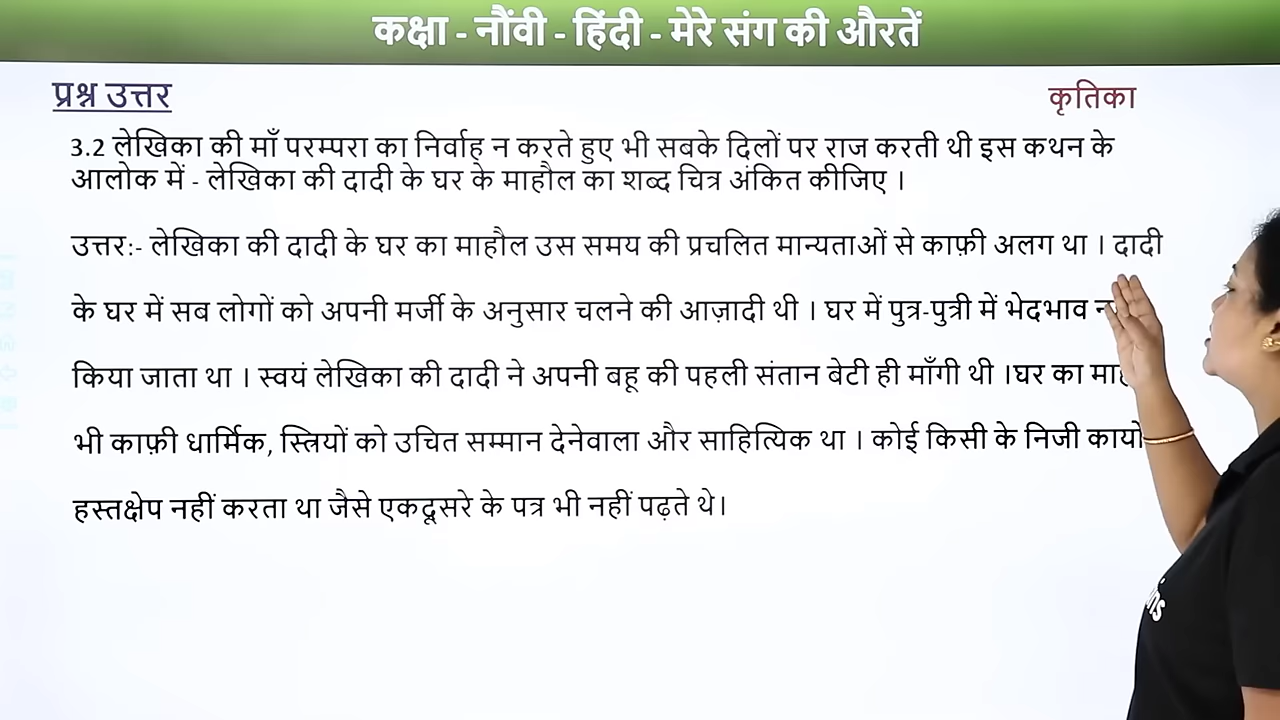 कक्षा - नौंवी - हिंदी - मेरे संग की औरतें
प्रश्न उत्तर
कृतिका
3.2 लेखिका की माँ परम्परा का निर्वाह न करते हुए भी सबके दिलों पर राज करती थी इस कथन के
आलोक में - लेखिका की दादी के घर के माहौल का शब्द चित्र अंकित कीजिए ।
उत्तर:- लेखिका की दादी के घर का माहौल उस समय की प्रचलित मान्यताओं से काफ़ी अलग था । दादी
के घर में सब लोगों को अपनी मर्जी के अनुसार चलने की आज़ादी थी । घर में पुत्र-पुत्री में भेदभाव
किया जाता था । स्वयं लेखिका की दादी ने अपनी बहू की पहली संतान बेटी ही माँगी थी ।घर का
भी काफ़ी धार्मिक, स्त्रियों को उचित सम्मान देनेवाला और साहित्यिक था । कोई किसी के निजी
हस्तक्षेप नहीं करता था जैसे एकदूसरे के पत्र भी नहीं पढ़ते थे।